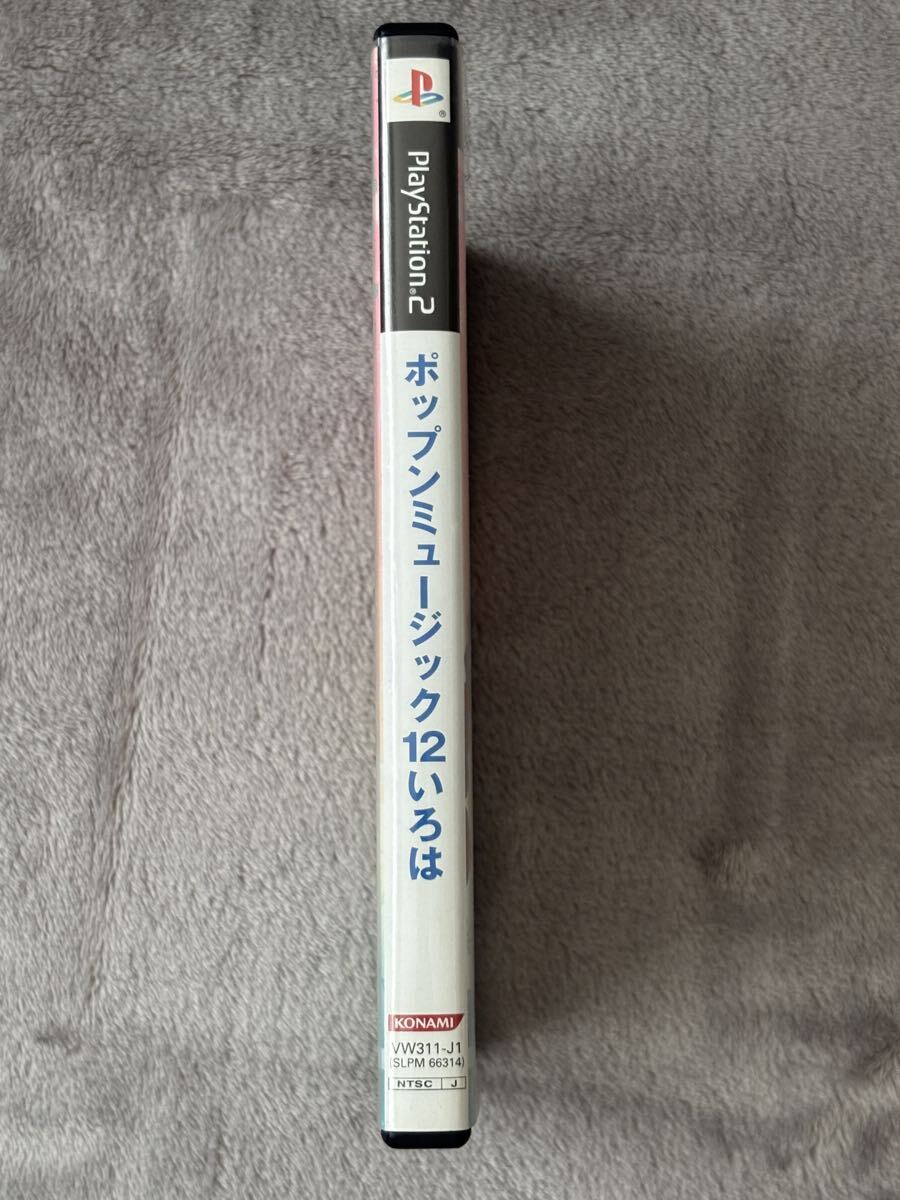 ®
PlayStation®2
ポップンミュージック12いろは
KONAMI
VW311-J1
(SLPM 66314)
NTSC J